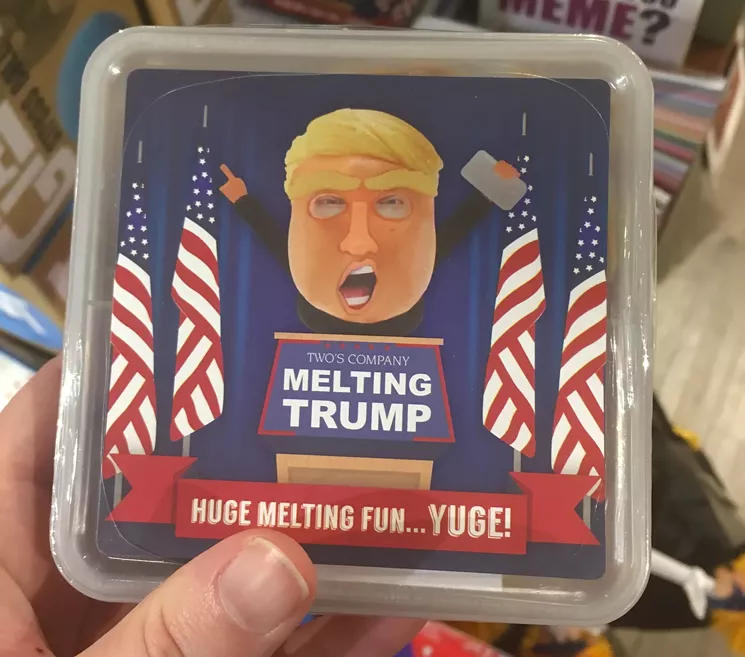 MEME?
TWO'S COMPANY
MELTING
TRUMP
HUGE MELTING FUN...YUGE!